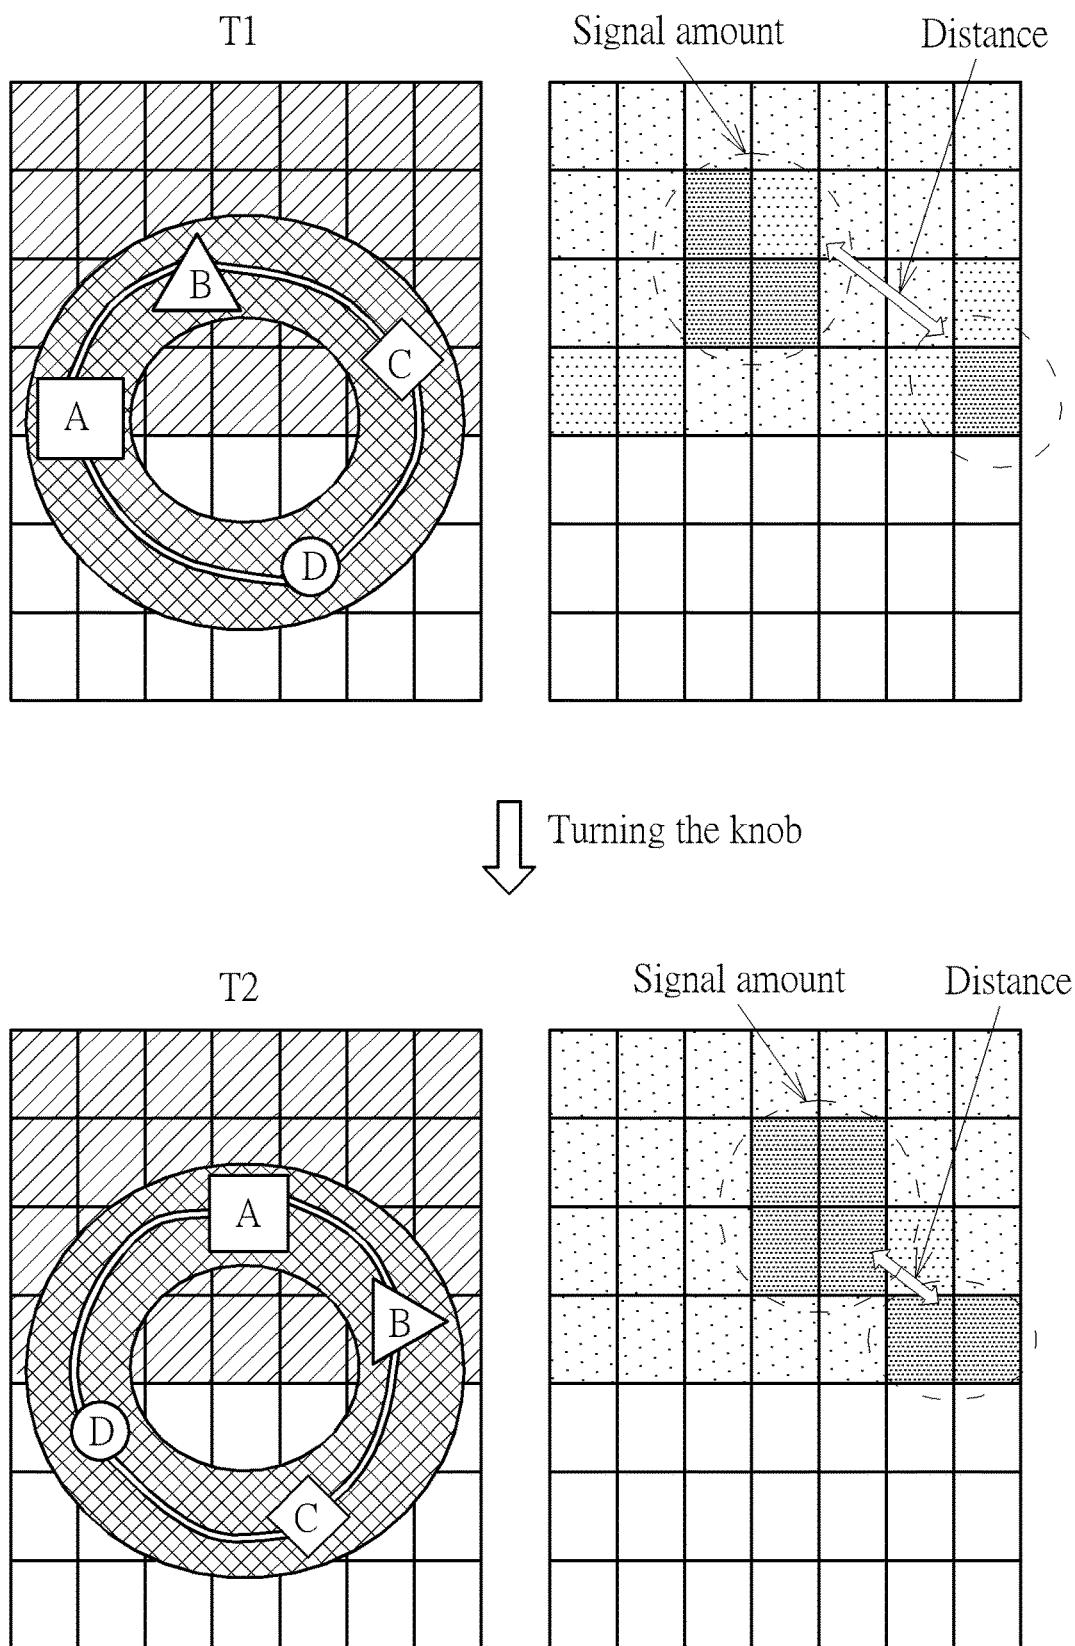 T1
Signal amount
Distance
B
C
A
D
Turning the knob
T2
Signal amount
Distance
A
B
D
C